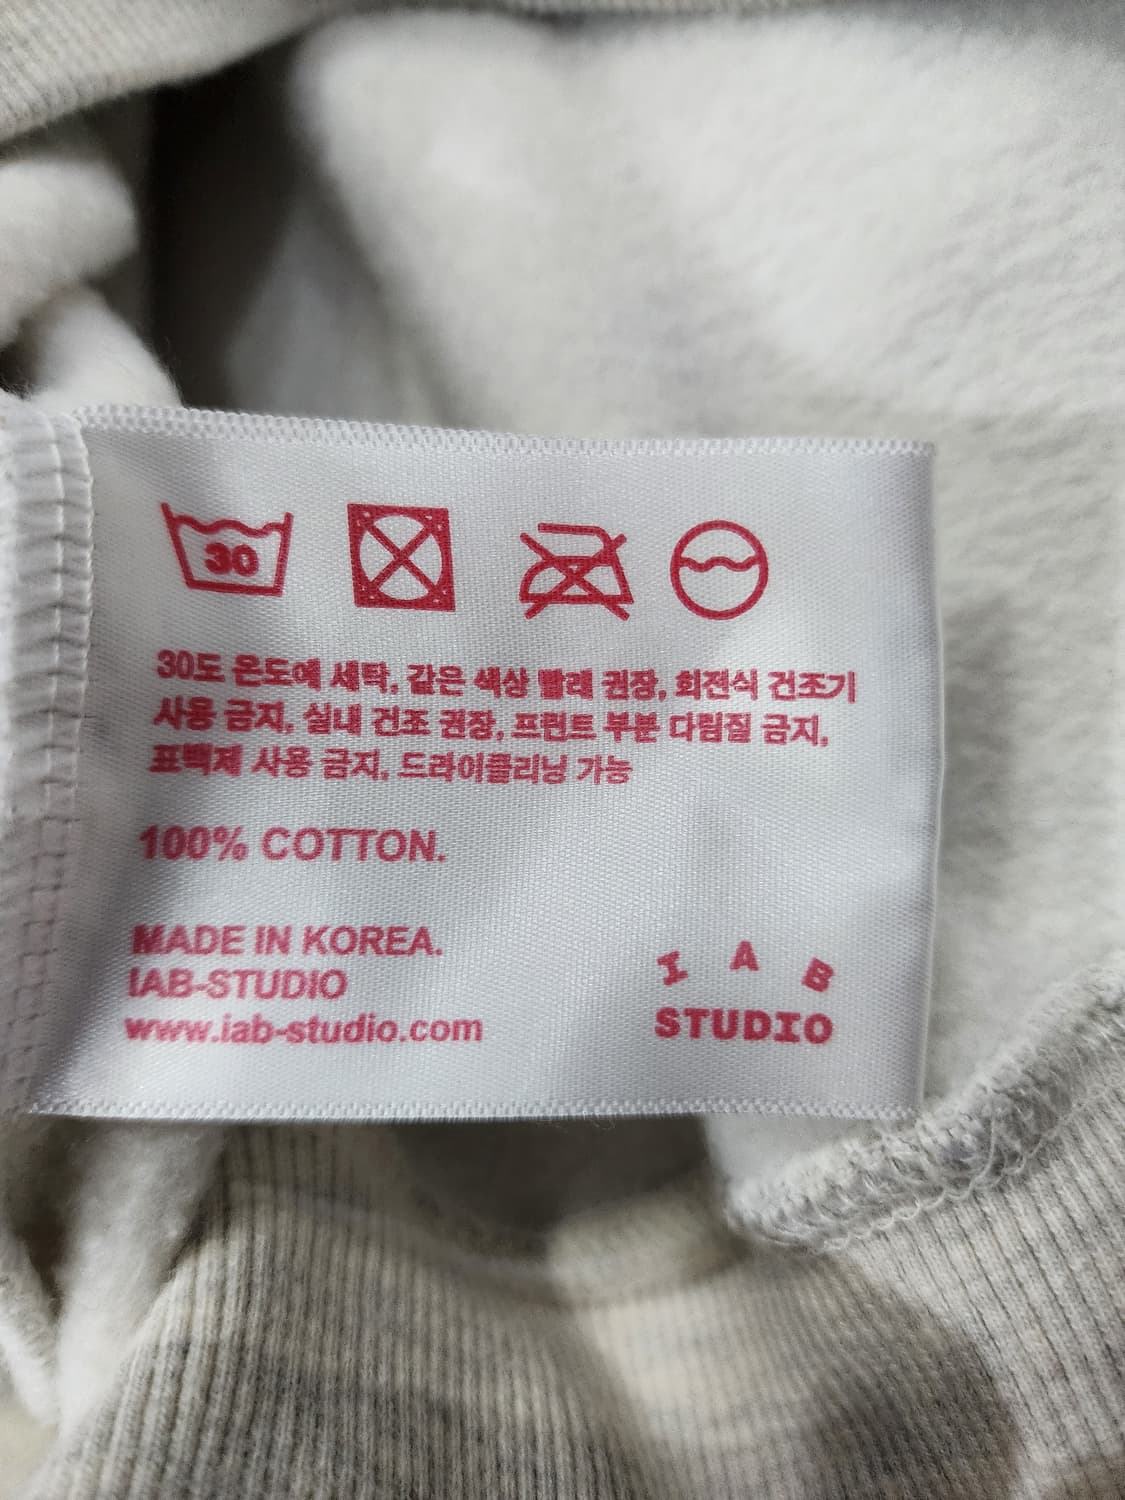 30
30도 온도에 세탁, 같은 색상 빨래 권장, 회전식 건조기
사용 금지, 실내 건조 권장, 프린트 부분 다림질 금지,
표백제 사용 금지, 드라이클리닝 가능
100% COTTON.
MADE IN KOREA.
IAB-STUDIO
www.iab-studio.com
I A B
STUDIO